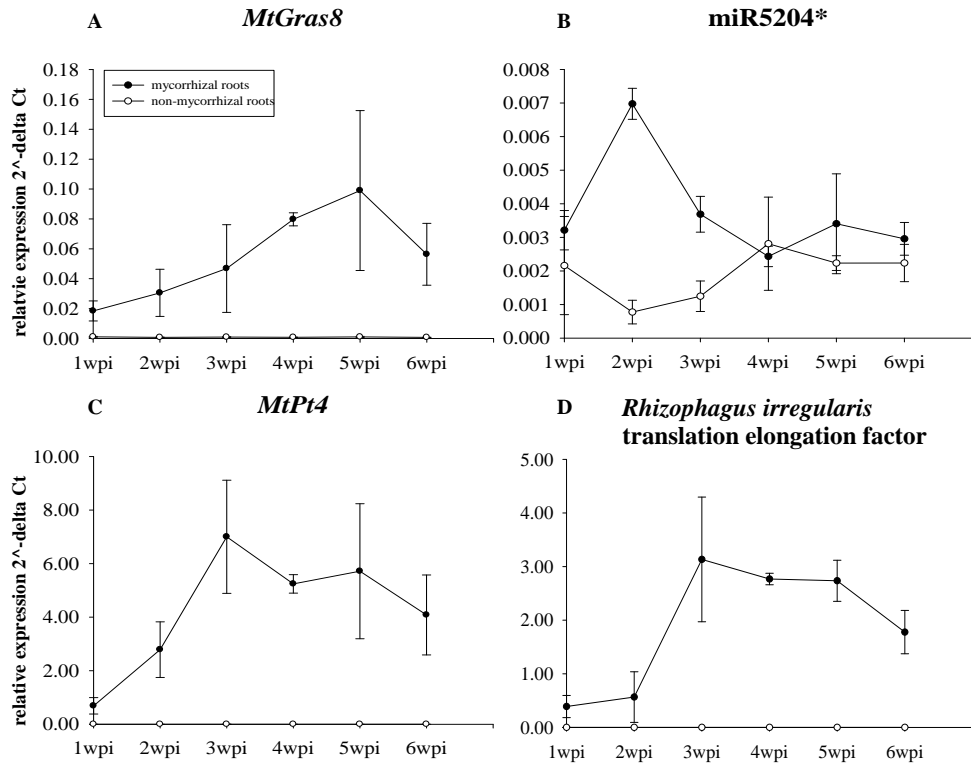 A
MtGras8
relatvie expression 2^-delta Ct
0.18
0.16
0.14
0.12
0.10
0.08
0.06
0.04
0.02
0.00
mycorrhizal roots
non-mycorrhizal roots
1wpi 2wpi 3wpi 4wpi 5wpi 6wpi
B
miR5204*
0.008
0.007
0.006
0.005
0.004
0.003
0.002
0.001
0.000
1wpi 2wpi 3wpi 4wpi 5wpi 6wpi
C
MtPt4
relative expression 2^-delta Ct
10.00
8.00
6.00
4.00
2.00
0.00
1wpi 2wpi 3wpi 4wpi 5wpi 6wpi
D
Rhizophagus irregularis
translation elongation factor
5.00
4.00
3.00
2.00
1.00
0.00
1wpi 2wpi 3wpi 4wpi 5wpi 6wpi